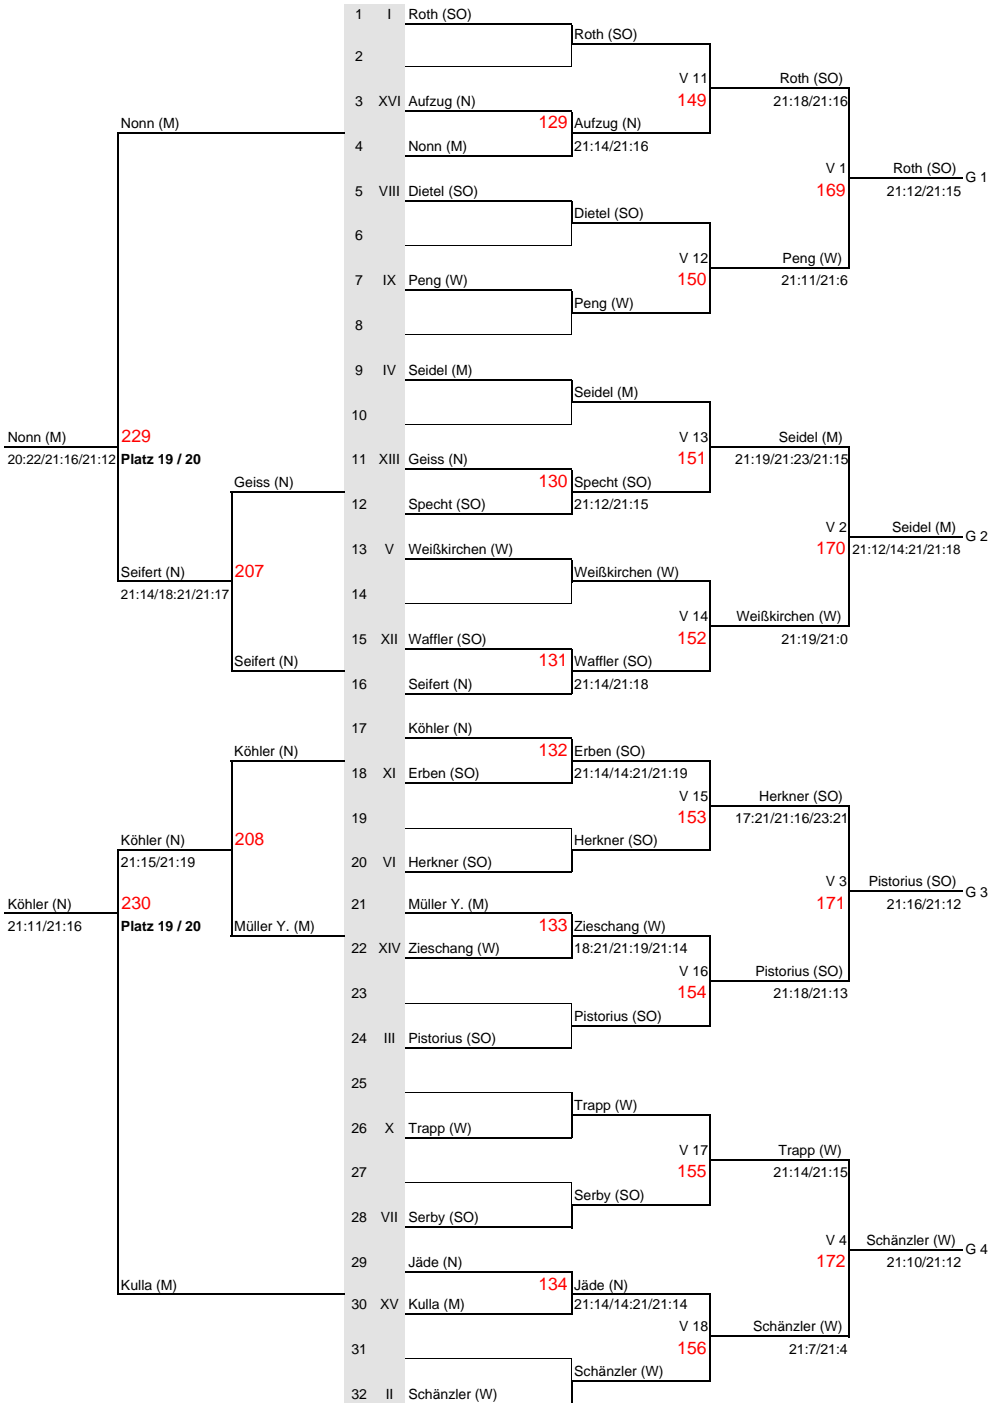 1 I Roth (SO)
Roth (SO)
2
V 11 Roth (SO)
3 XVI Aufzug (N) 149 21:18/21:16
Nonn (M) 129 Aufzug (N)
4 Nonn (M) 21:14/21:16
V 1 Roth (SO) G 1
5 VIII Dietel (SO) 169 21:12/21:15
Dietel (SO)
6
V 12 Peng (W)
7 IX Peng (W) 150 21:11/21:6
Peng (W)
8
9 IV Seidel (M)
Seidel (M)
10
Nonn (M) 229 V 13 Seidel (M)
20:22/21:16/21:12 Platz 19 / 20 11 XIII Geiss (N) 151 21:19/21:23/21:15
Geiss (N) 130 Specht (SO)
12 Specht (SO) 21:12/21:15
V 2 Seidel (M) G 2
13 V Weißkirchen (W) 170 21:12/14:21/21:18
Seifert (N) 207 Weißkirchen (W)
21:14/18:21/21:17 14
V 14 Weißkirchen (W)
15 XII Waffler (SO) 152 21:19/21:0
Seifert (N) 131 Waffler (SO)
16 Seifert (N) 21:14/21:18
17 Köhler (N)
Köhler (N) 132 Erben (SO)
18 XI Erben (SO) 21:14/14:21/21:19
V 15 Herkner (SO)
19 153 17:21/21:16/23:21
Köhler (N) 208 Herkner (SO)
21:15/21:19 20 VI Herkner (SO)
V 3 Pistorius (SO) G 3
Köhler (N) 230 21 Müller Y. (M) 171 21:16/21:12
21:11/21:16 Platz 19 / 20 Müller Y. (M) 133 Zieschang (W)
22 XIV Zieschang (W) 18:21/21:19/21:14
V 16 Pistorius (SO)
23 154 21:18/21:13
Pistorius (SO)
24 III Pistorius (SO)
25
Trapp (W)
26 X Trapp (W)
V 17 Trapp (W)
27 155 21:14/21:15
Serby (SO)
28 VII Serby (SO)
V 4 Schänzler (W) G 4
29 Jäde (N) 172 21:10/21:12
Kulla (M) 134 Jäde (N)
30 XV Kulla (M) 21:14/14:21/21:14
V 18 Schänzler (W)
31 156 21:7/21:4
Schänzler (W)
32 II Schänzler (W)